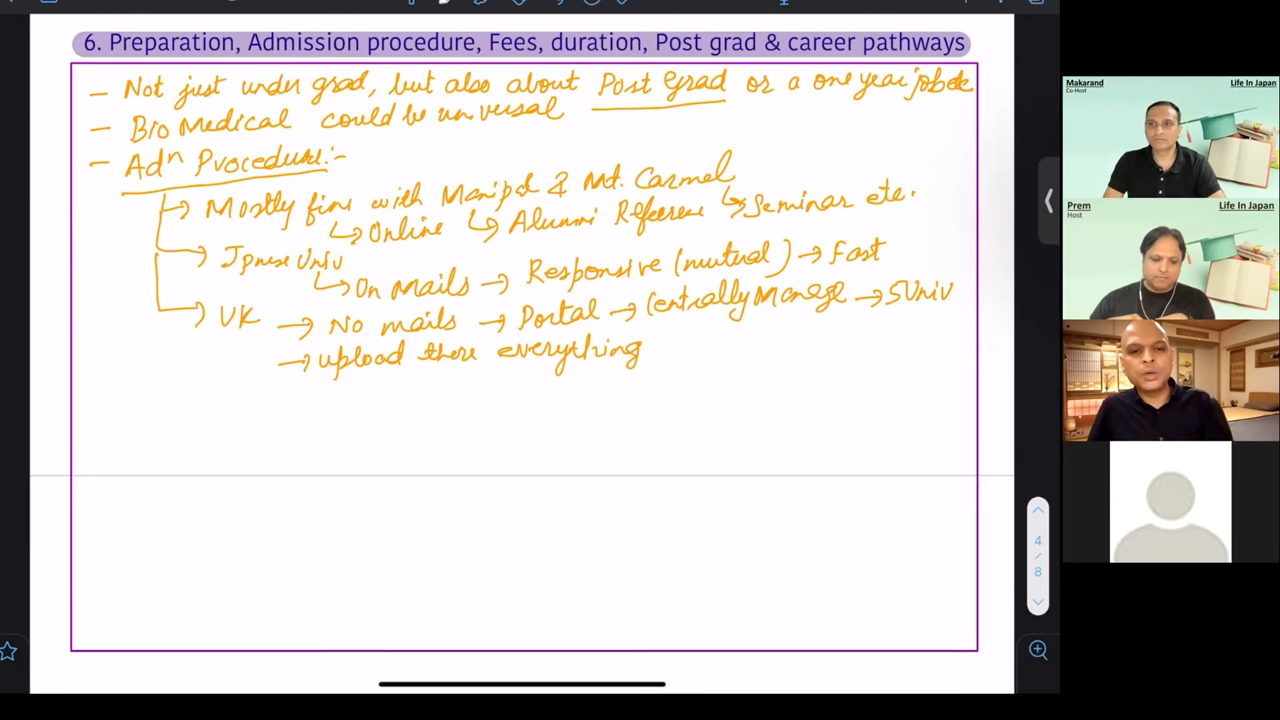 6. Preparation, Admission procedure, Fees, duration, Post grad & career pathways
– Not just under grad, but also about Post Grad or a one year job etc
– Bio Medical could be universal
– Adn Procedure:-
→ Mostly fine with Manipal & Mt. Carmel
↳ Online ↳ Alumni Reference ↳ Seminar etc.
→ Jpnese Univ
↳ On Mails → Responsive (mutual) → Fast
→ UK → No mails → Portal → Centrally Manage → 5 Univ
→ upload there everything
Makarand
Co-Host
Life In Japan
Prem
Host
Life In Japan
4
/
8